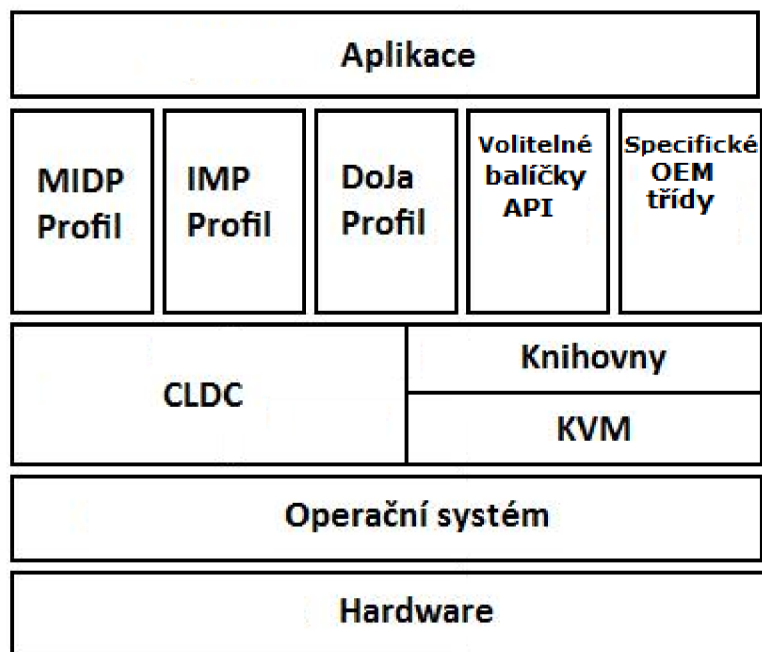 Aplikace
MIDP
Profil
IMP
Profil
DoJa
Profil
Volitelné
balíčky
API
Specifické
OEM
třídy
CLDC
Knihovny
KVM
Operační systém
Hardware